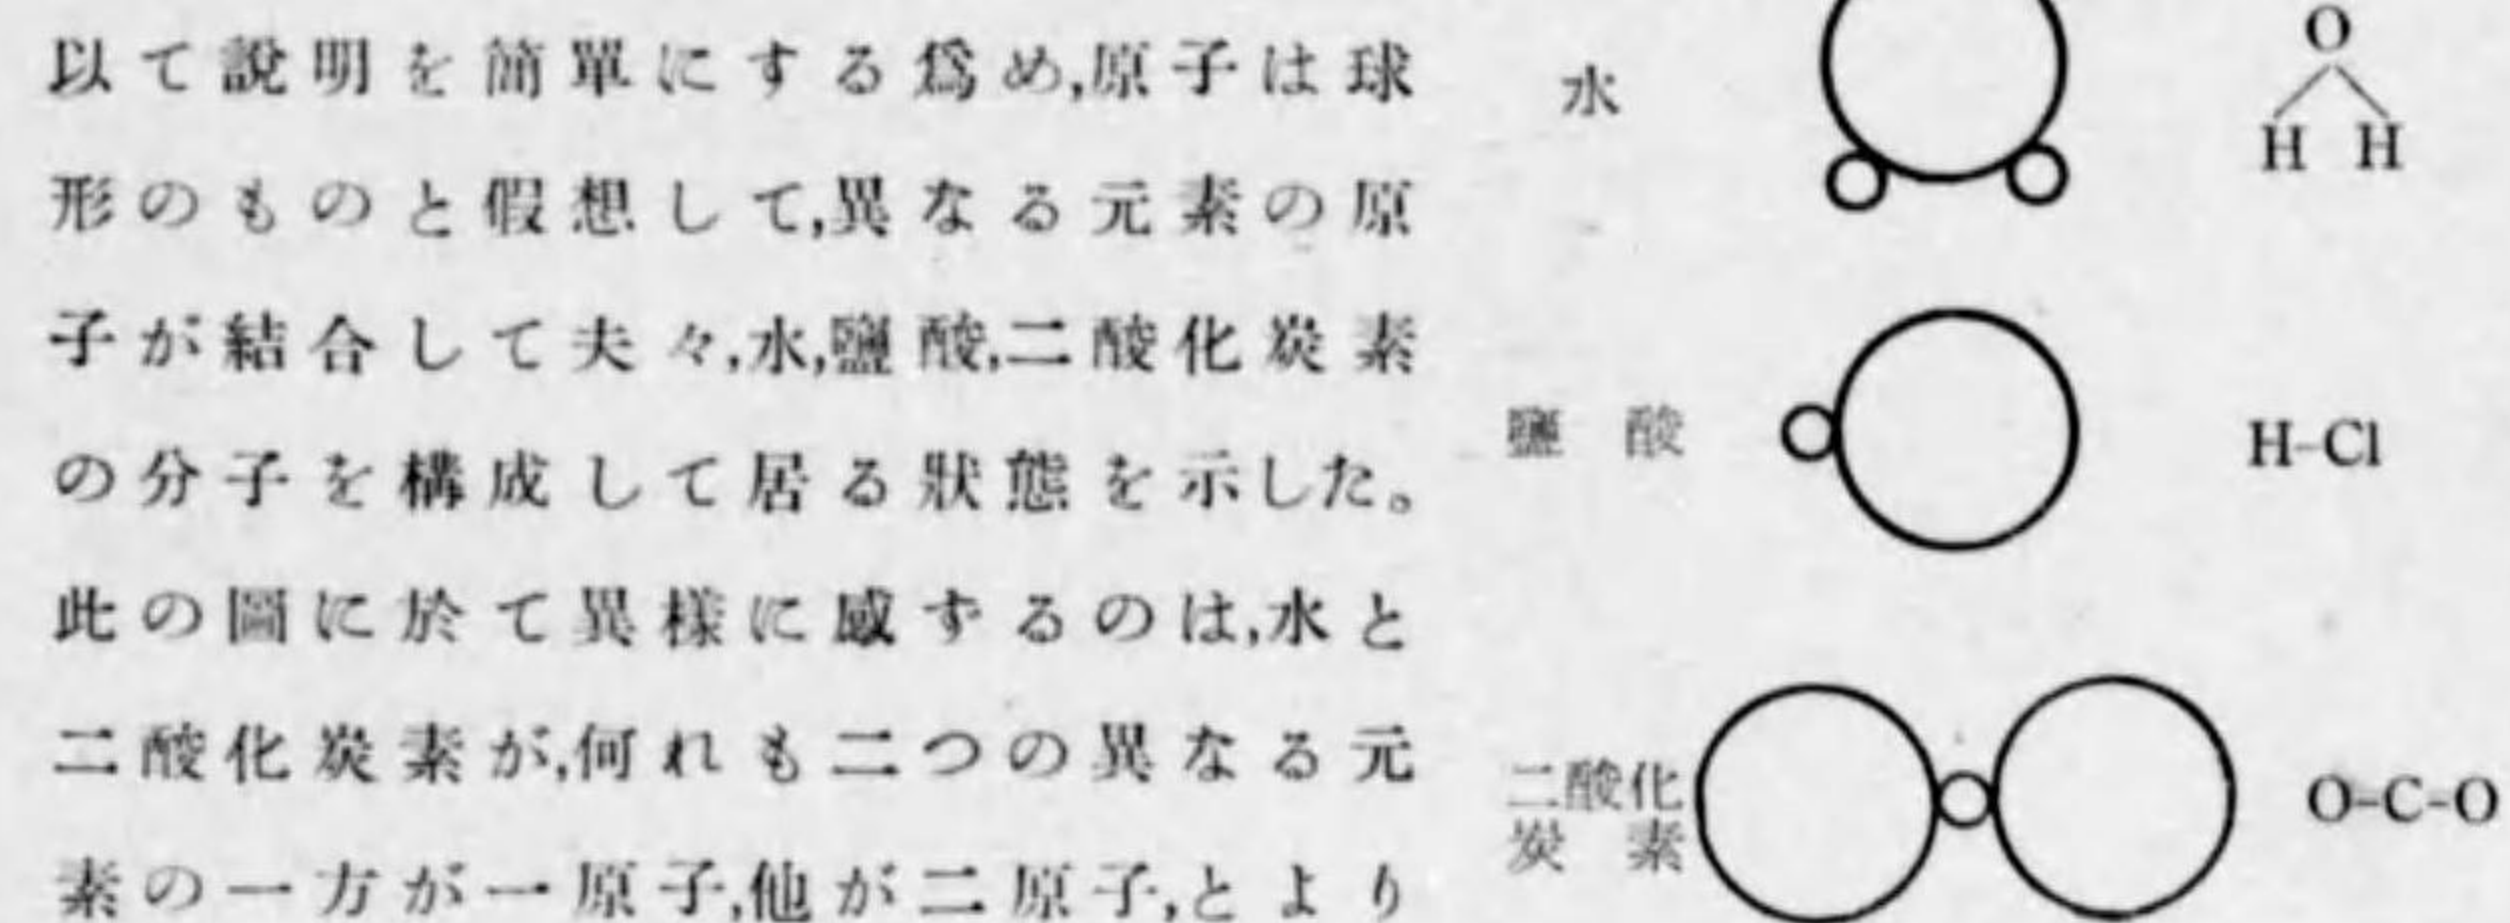 以て說明を簡單にする爲め,原子は球
形のものと假想して,異なる元素の原
子が結合して夫々,水,鹽酸,二酸化炭素
の分子を構成して居る狀態を示した。
此の圖に於て異樣に感ずるのは,水と
二酸化炭素が,何れも二つの異なる元
素の一方が一原子,他が二原子,とより
水
O
H H
鹽酸
H-Cl
二酸化
炭素
O=C=O